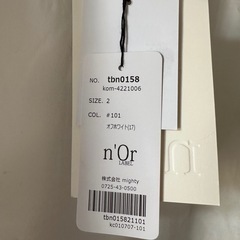 NO. tbn0158
kom-4221006
SIZE. 2
COL. #101
オフホワイト(17)
n'Or
LABEL
株式会社 mighty
0725-43-0500
tbn015821101
kc010707-101
n'